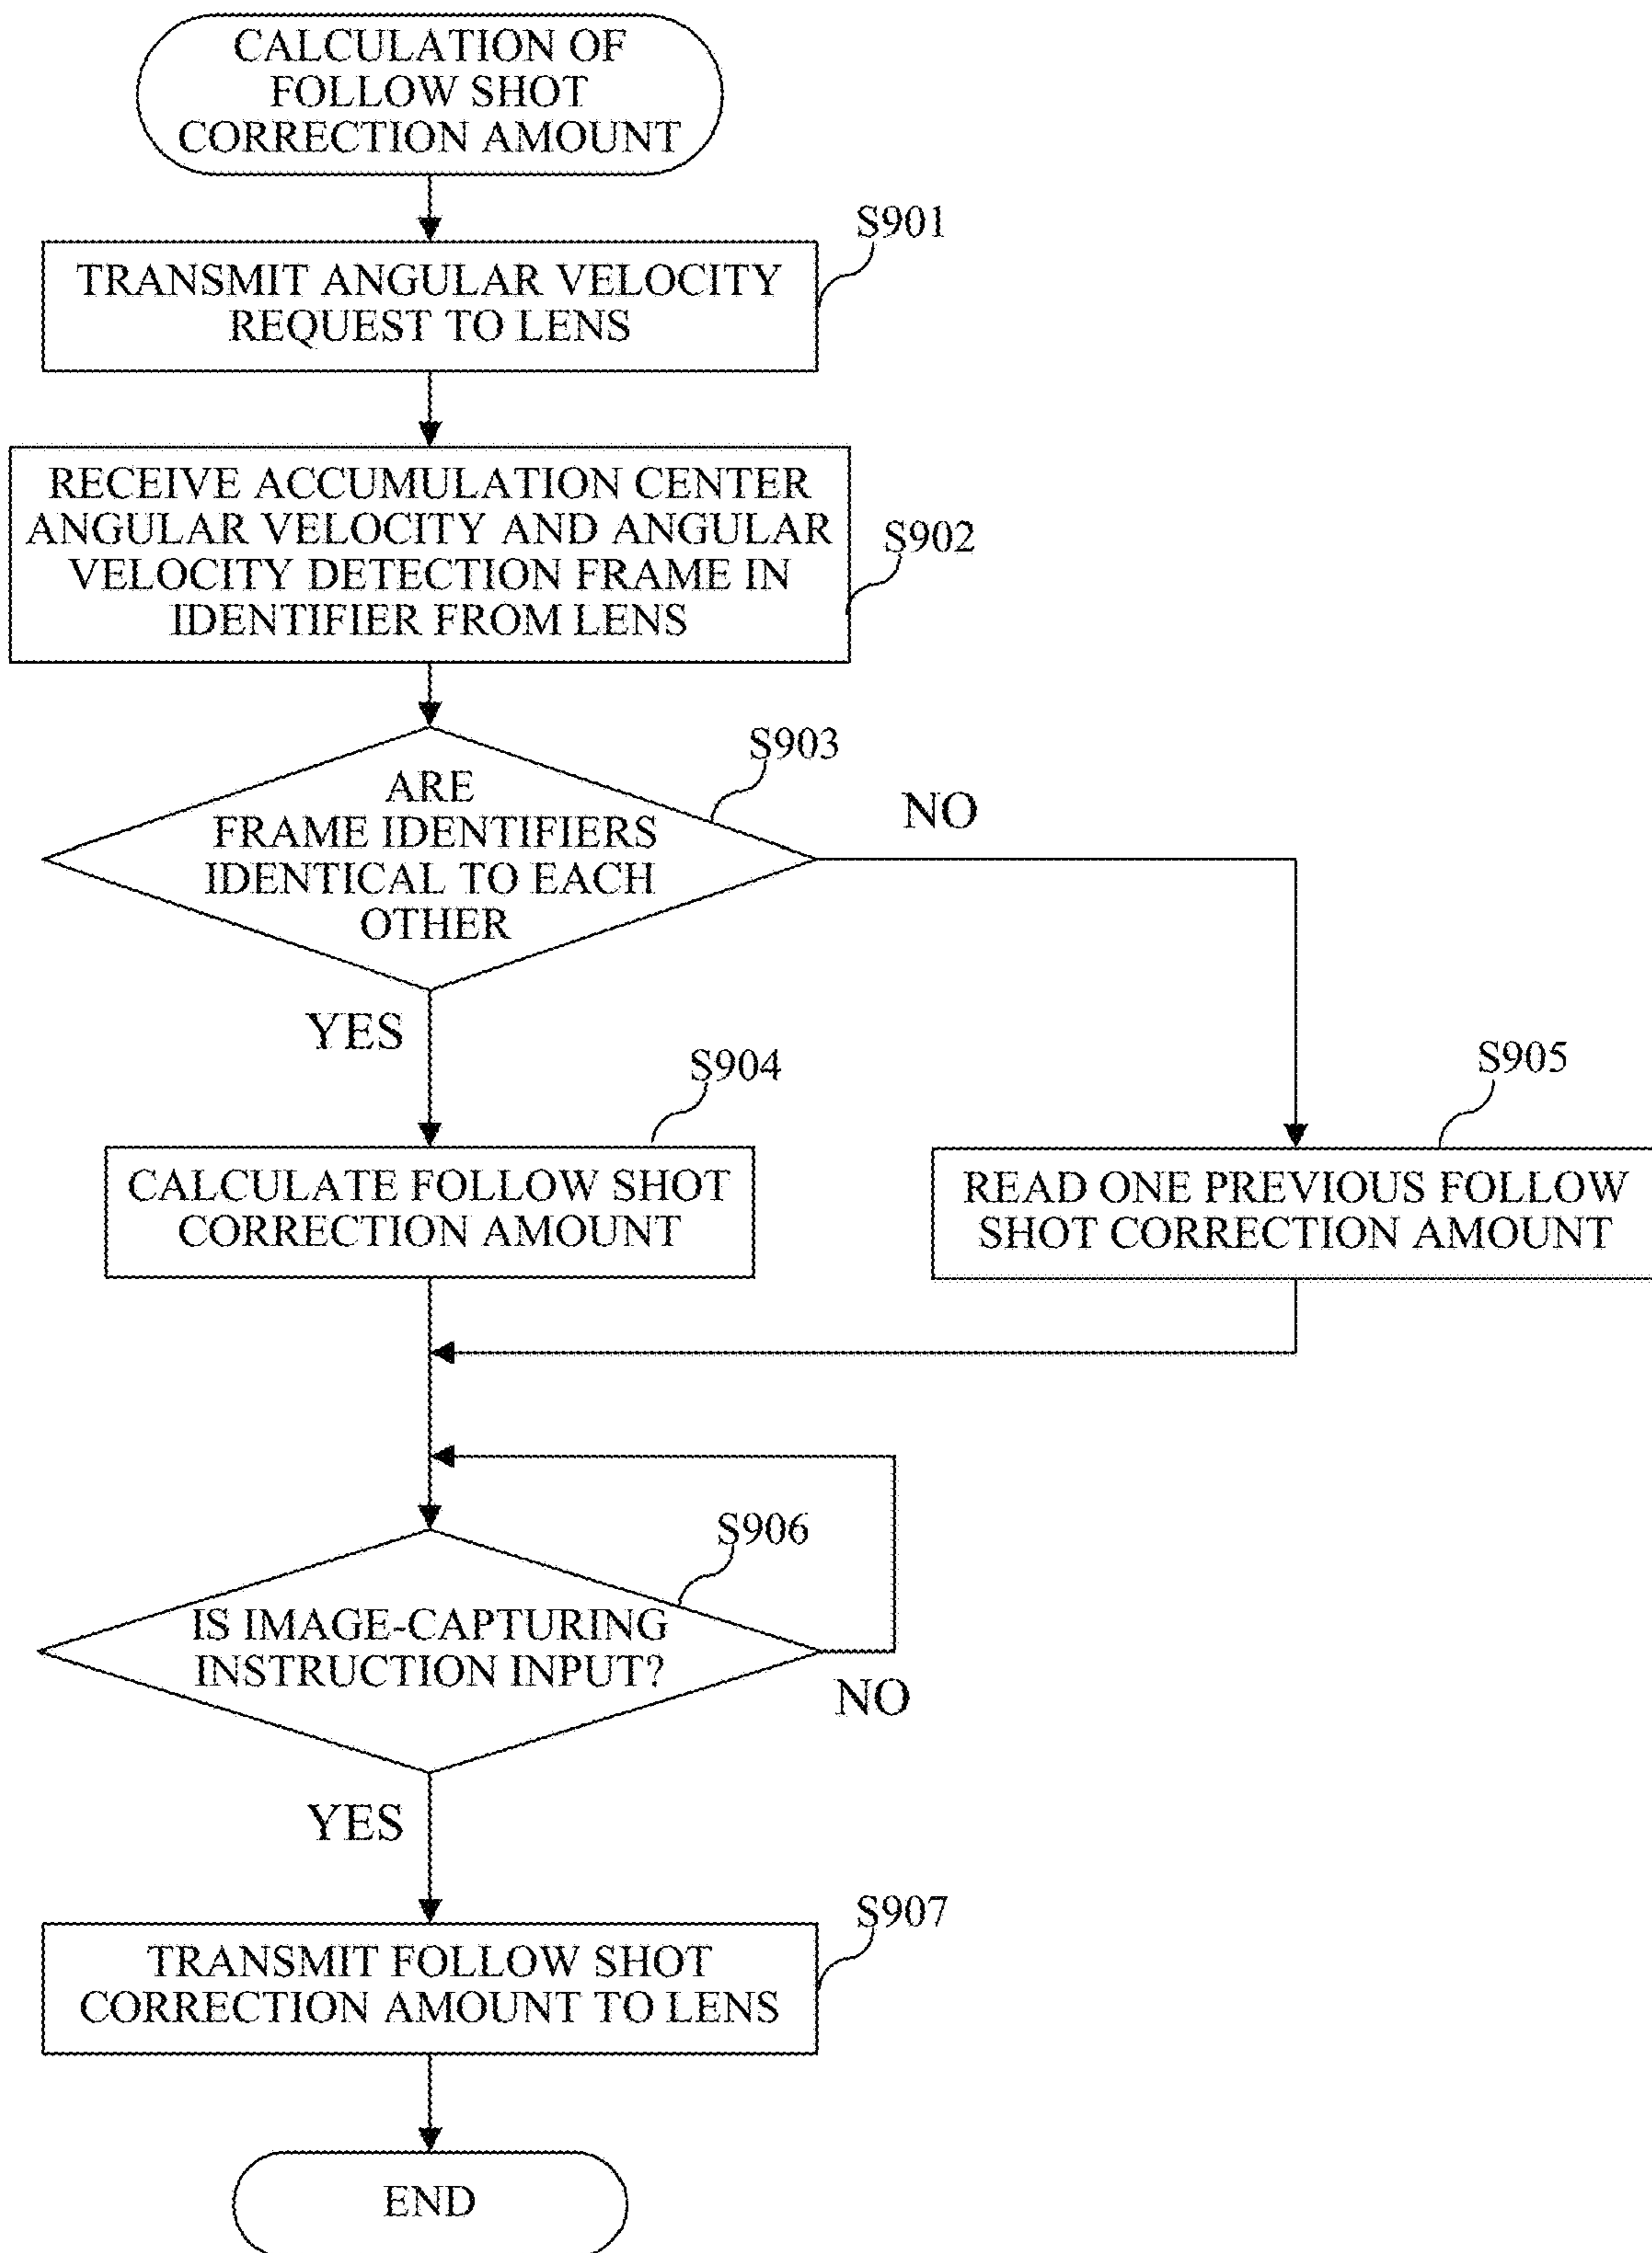 CALCULATION OF
FOLLOW SHOT
CORRECTION AMOUNT
S901
TRANSMIT ANGULAR VELOCITY
REQUEST TO LENS
S902
RECEIVE ACCUMULATION CENTER
ANGULAR VELOCITY AND ANGULAR
VELOCITY DETECTION FRAME IN
IDENTIFIER FROM LENS
S903
ARE
FRAME IDENTIFIERS
IDENTICAL TO EACH
OTHER
NO
YES
S904
CALCULATE FOLLOW SHOT
CORRECTION AMOUNT
S905
READ ONE PREVIOUS FOLLOW
SHOT CORRECTION AMOUNT
S906
IS IMAGE-CAPTURING
INSTRUCTION INPUT?
NO
YES
S907
TRANSMIT FOLLOW SHOT
CORRECTION AMOUNT TO LENS
END